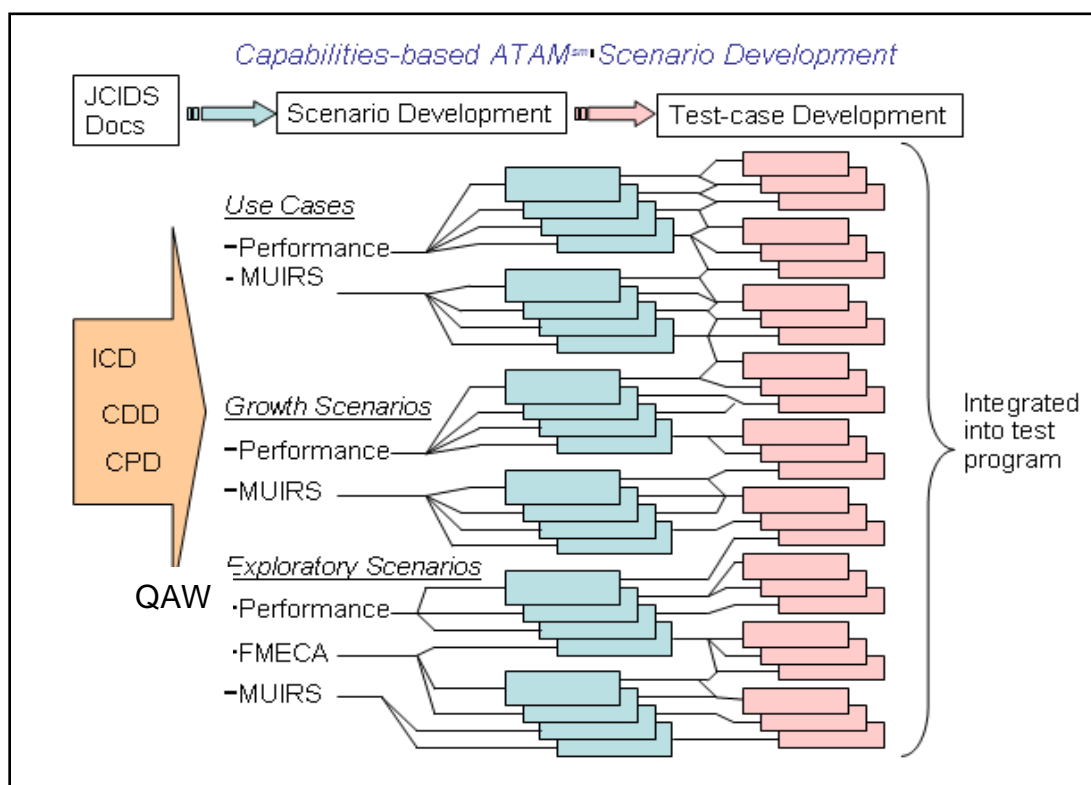 Capabilities-based ATAM℠ Scenario Development
JCIDS
Docs
Scenario Development
Test-case Development
Use Cases
-Performance
- MUIRS
ICD
CDD
CPD
Growth Scenarios
-Performance
-MUIRS
QAW
Exploratory Scenarios
·Performance
·FMECA
-MUIRS
Integrated
into test
program